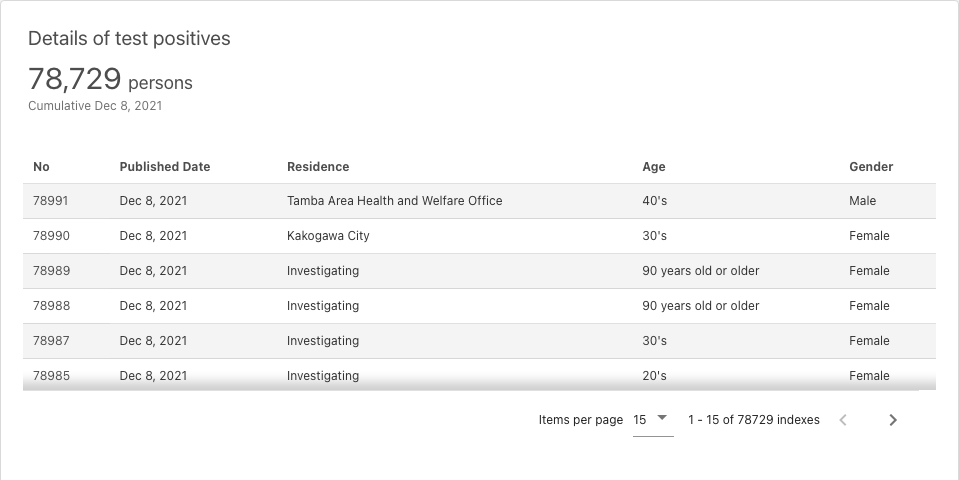 Details of test positives
78,729 persons
Cumulative Dec 8, 2021
No Published Date Residence Age Gender
78991 Dec 8, 2021 Tamba Area Health and Welfare Office 40's Male
78990 Dec 8, 2021 Kakogawa City 30's Female
78989 Dec 8, 2021 Investigating 90 years old or older Female
78988 Dec 8, 2021 Investigating 90 years old or older Female
78987 Dec 8, 2021 Investigating 30's Female
78985 Dec 8, 2021 Investigating 20's Female
Items per page 15 1 - 15 of 78729 indexes